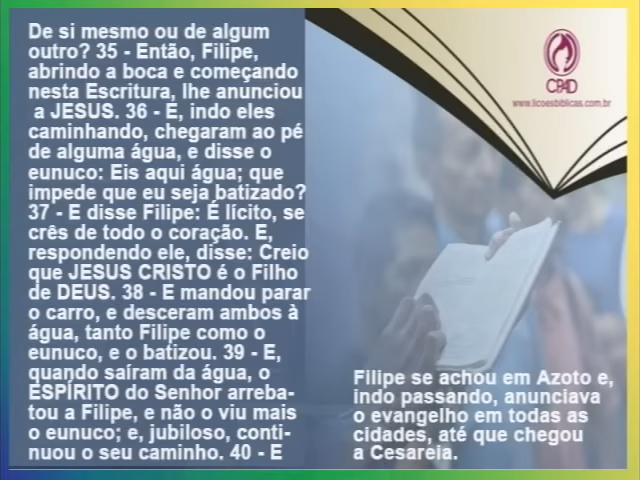 De si mesmo ou de algum
outro? 35 - Então, Filipe,
abrindo a boca e começando
nesta Escritura, lhe anunciou
a JESUS. 36 - E, indo eles
caminhando, chegaram ao pé
de alguma água, e disse o
eunuco: Eis aqui água; que
impede que eu seja batizado?
37 - E disse Filipe: É lícito, se
crês de todo o coração. E,
respondendo ele, disse: Creio
que JESUS CRISTO é o Filho
de DEUS. 38 - E mandou parar
o carro, e desceram ambos à
água, tanto Filipe como o
eunuco, e o batizou. 39 - E,
quando saíram da água, o
ESPÍRITO do Senhor arreba-
tou a Filipe, e não o viu mais
o eunuco; e, jubiloso, conti-
nuou o seu caminho. 40 - E
CPAD
www.licoesbiblicas.com.br
Filipe se achou em Azoto e,
indo passando, anunciava
o evangelho em todas as
cidades, até que chegou
a Cesareia.